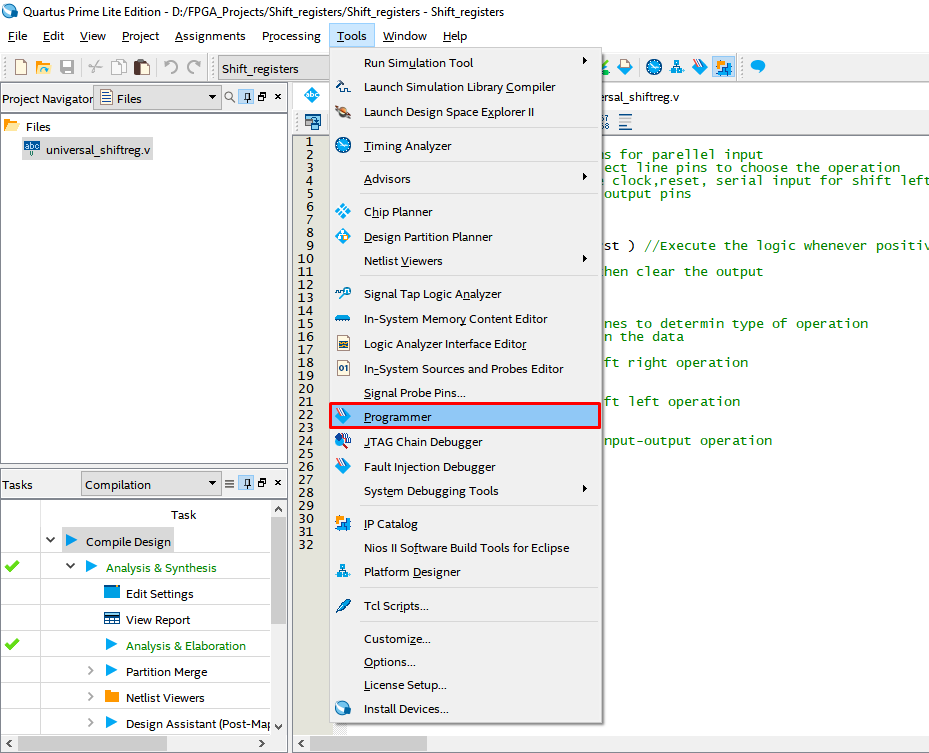 Quartus Prime Lite Edition - D:/FPGA_Projects/Shift_registers/Shift_registers - Shift_registers
File Edit View Project Assignments Processing Tools Window Help
Shift_registers
Project Navigator Files
Files
universal_shiftreg.v
Run Simulation Tool
Launch Simulation Library Compiler
Launch Design Space Explorer II
Timing Analyzer
Advisors
Chip Planner
Design Partition Planner
Netlist Viewers
Signal Tap Logic Analyzer
In-System Memory Content Editor
Logic Analyzer Interface Editor
In-System Sources and Probes Editor
Signal Probe Pins...
Programmer
JTAG Chain Debugger
Fault Injection Debugger
System Debugging Tools
IP Catalog
Nios II Software Build Tools for Eclipse
Platform Designer
Tcl Scripts...
Customize...
Options...
License Setup...
Install Devices...
abc
ersal_shiftreg.v
1
2 s for parellel input
3 ect line pins to choose the operation
4 clock,reset, serial input for shift left
5 output pins
6
7
8
9 st ) //Execute the logic whenever positiv
10
11 hen clear the output
12
13
14
15 nes to determin type of operation
16 n the data
17
18 ft right operation
19
20
21 ft left operation
22
23
24 nput-output operation
25
26
27
28
29
30
31
32
Tasks Compilation
Task
Compile Design
Analysis & Synthesis
Edit Settings
View Report
Analysis & Elaboration
Partition Merge
Netlist Viewers
Design Assistant (Post-Map